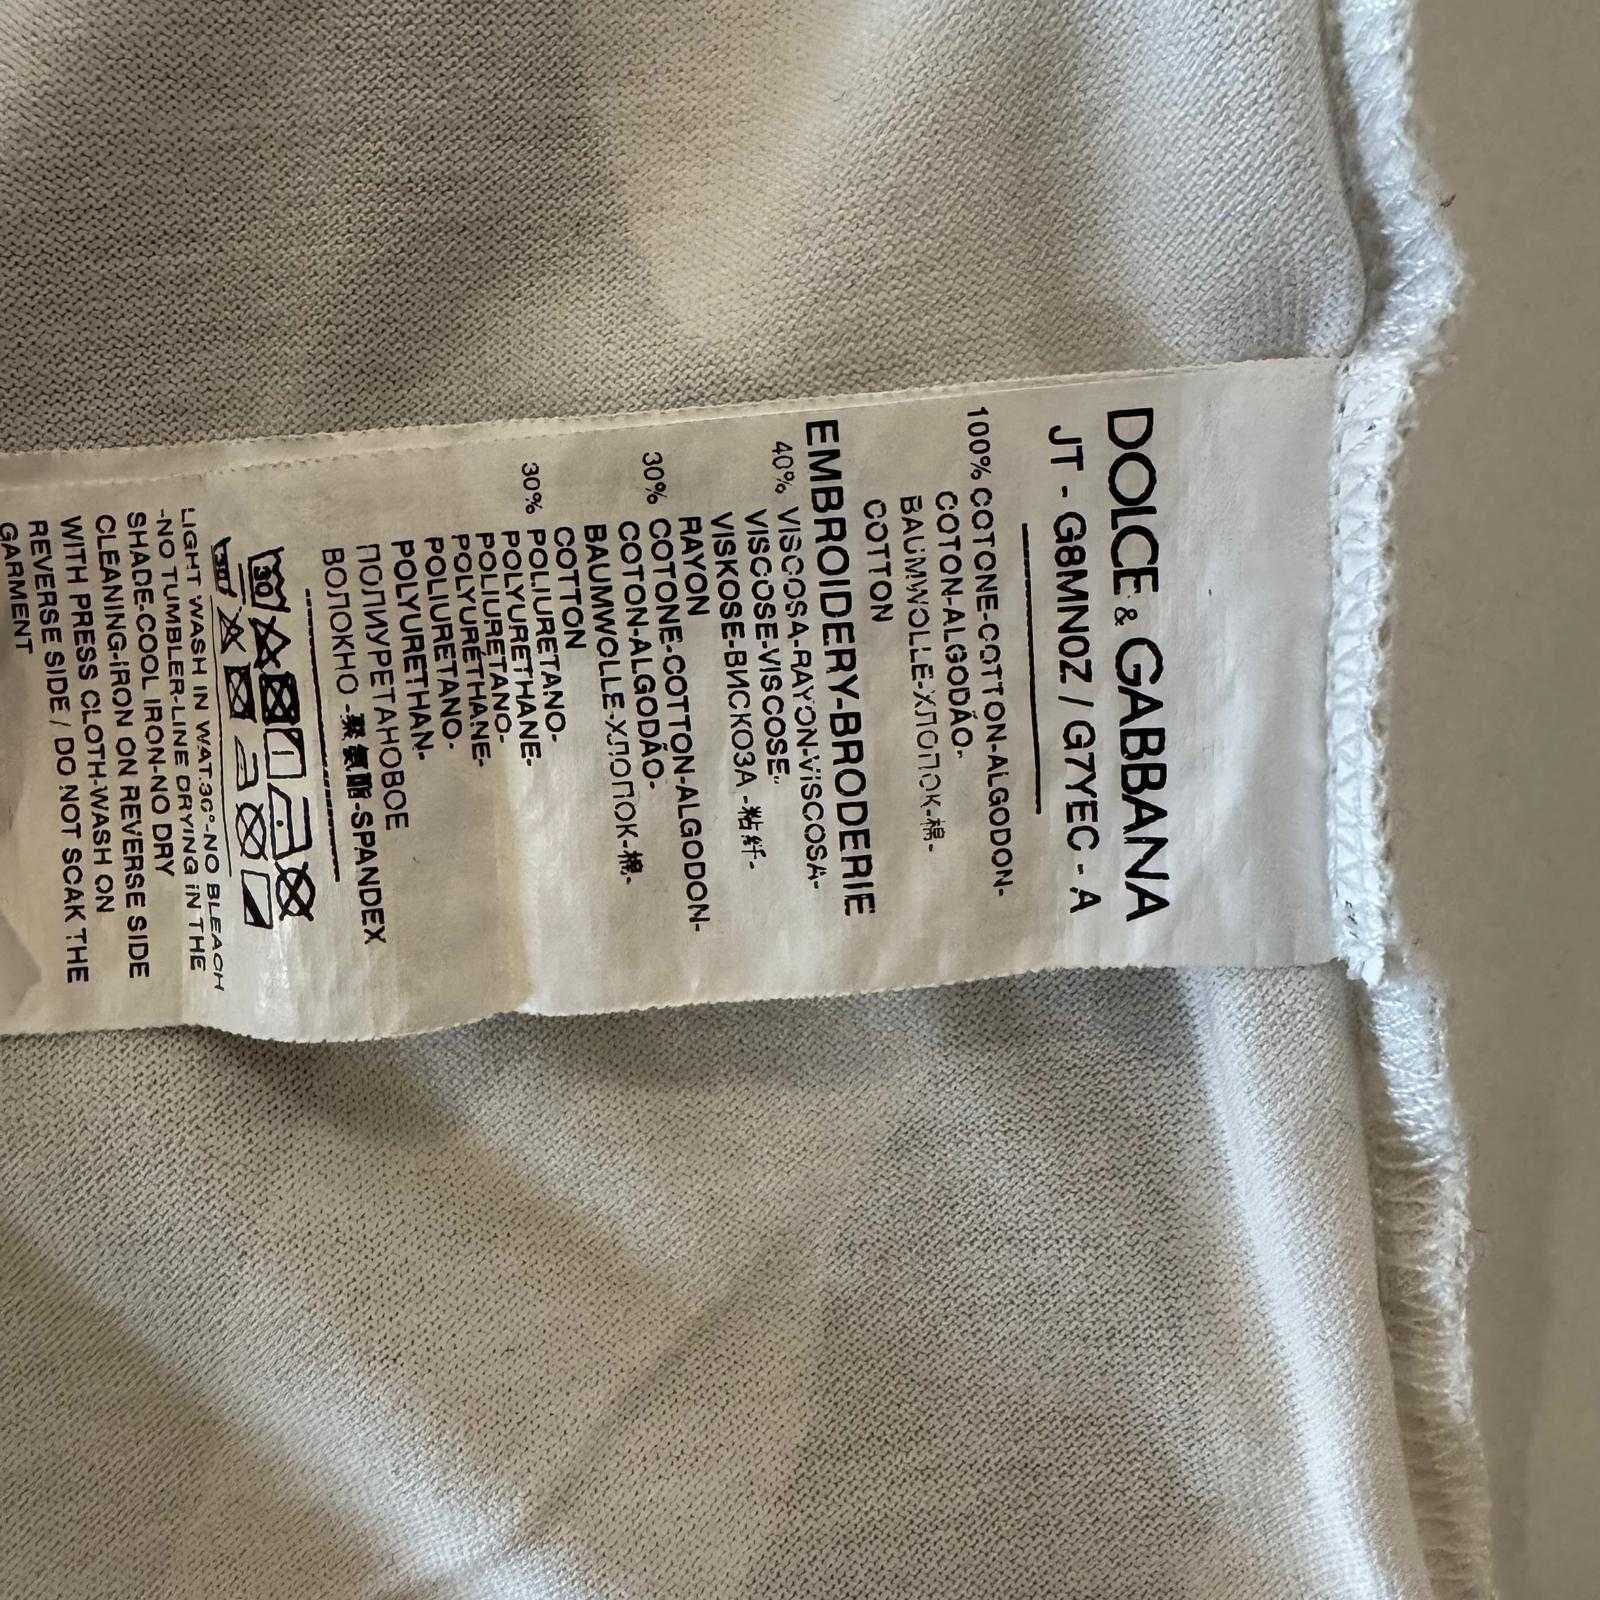 DOLCE & GABBANA
JT - G8MN0Z / G7YEC - A
100% COTONE-COTTON-ALGODON-
COTON-ALGODÃO-
BAUMWOLLE-ХЛОПОК-棉-
COTTON
EMBROIDERY-BRODERIE
40% VISCOSA-RAYON-VISCOSA-
VISCOSE-VISCOSE-
VISKOSE-ВИСКОЗА-粘纤-
RAYON
30% COTONE-COTTON-ALGODON-
COTON-ALGODÃO-
BAUMWOLLE-ХЛОПОК-棉-
COTTON
30% POLIURETANO-
POLYURETHANE-
POLIURETANO-
POLYURÉTHANE-
POLIURETANO-
POLYURETHAN-
ПОЛИУРЕТАНОВОЕ
ВОЛОКНО -聚氨酯-SPANDEX
30
30°
LIGHT WASH IN WAT.30°-NO BLEACH
-NO TUMBLER-LINE DRYING IN THE
SHADE-COOL IRON-NO DRY
CLEANING-IRON ON REVERSE SIDE
WITH PRESS CLOTH-WASH ON
REVERSE SIDE / DO NOT SOAK THE
GARMENT